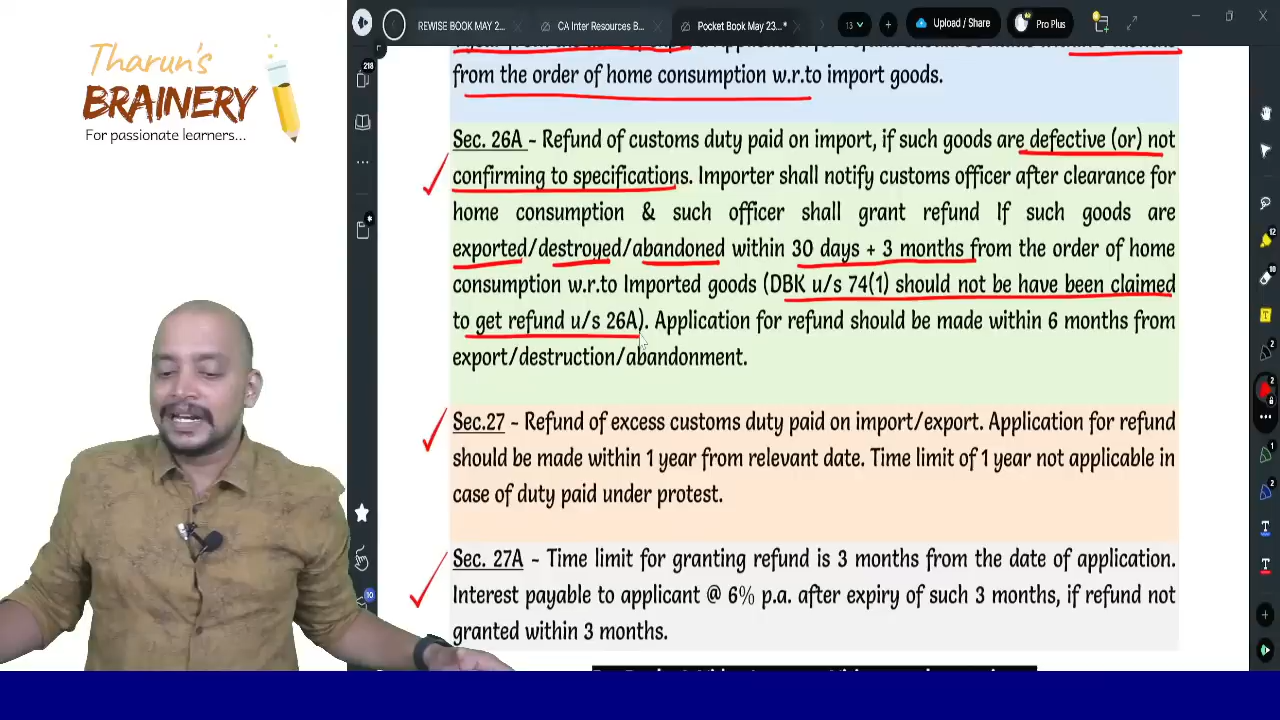 Tharun's
BRAINERY
For passionate learners...
REWISE BOOK MAY 2...
CA Inter Resources B...
Pocket Book May 23...*
13
Upload / Share
Pro Plus
218
from the order of home consumption w.r.to import goods.
Sec. 26A - Refund of customs duty paid on import, if such goods are defective (or) not
confirming to specifications. Importer shall notify customs officer after clearance for
home consumption & such officer shall grant refund If such goods are
exported/destroyed/abandoned within 30 days + 3 months from the order of home
consumption w.r.to Imported goods (DBK u/s 74(1) should not be have been claimed
to get refund u/s 26A). Application for refund should be made within 6 months from
export/destruction/abandonment.
Sec.27 - Refund of excess customs duty paid on import/export. Application for refund
should be made within 1 year from relevant date. Time limit of 1 year not applicable in
case of duty paid under protest.
Sec. 27A - Time limit for granting refund is 3 months from the date of application.
Interest payable to applicant @ 6% p.a. after expiry of such 3 months, if refund not
granted within 3 months.
10
12
2
2
1
2